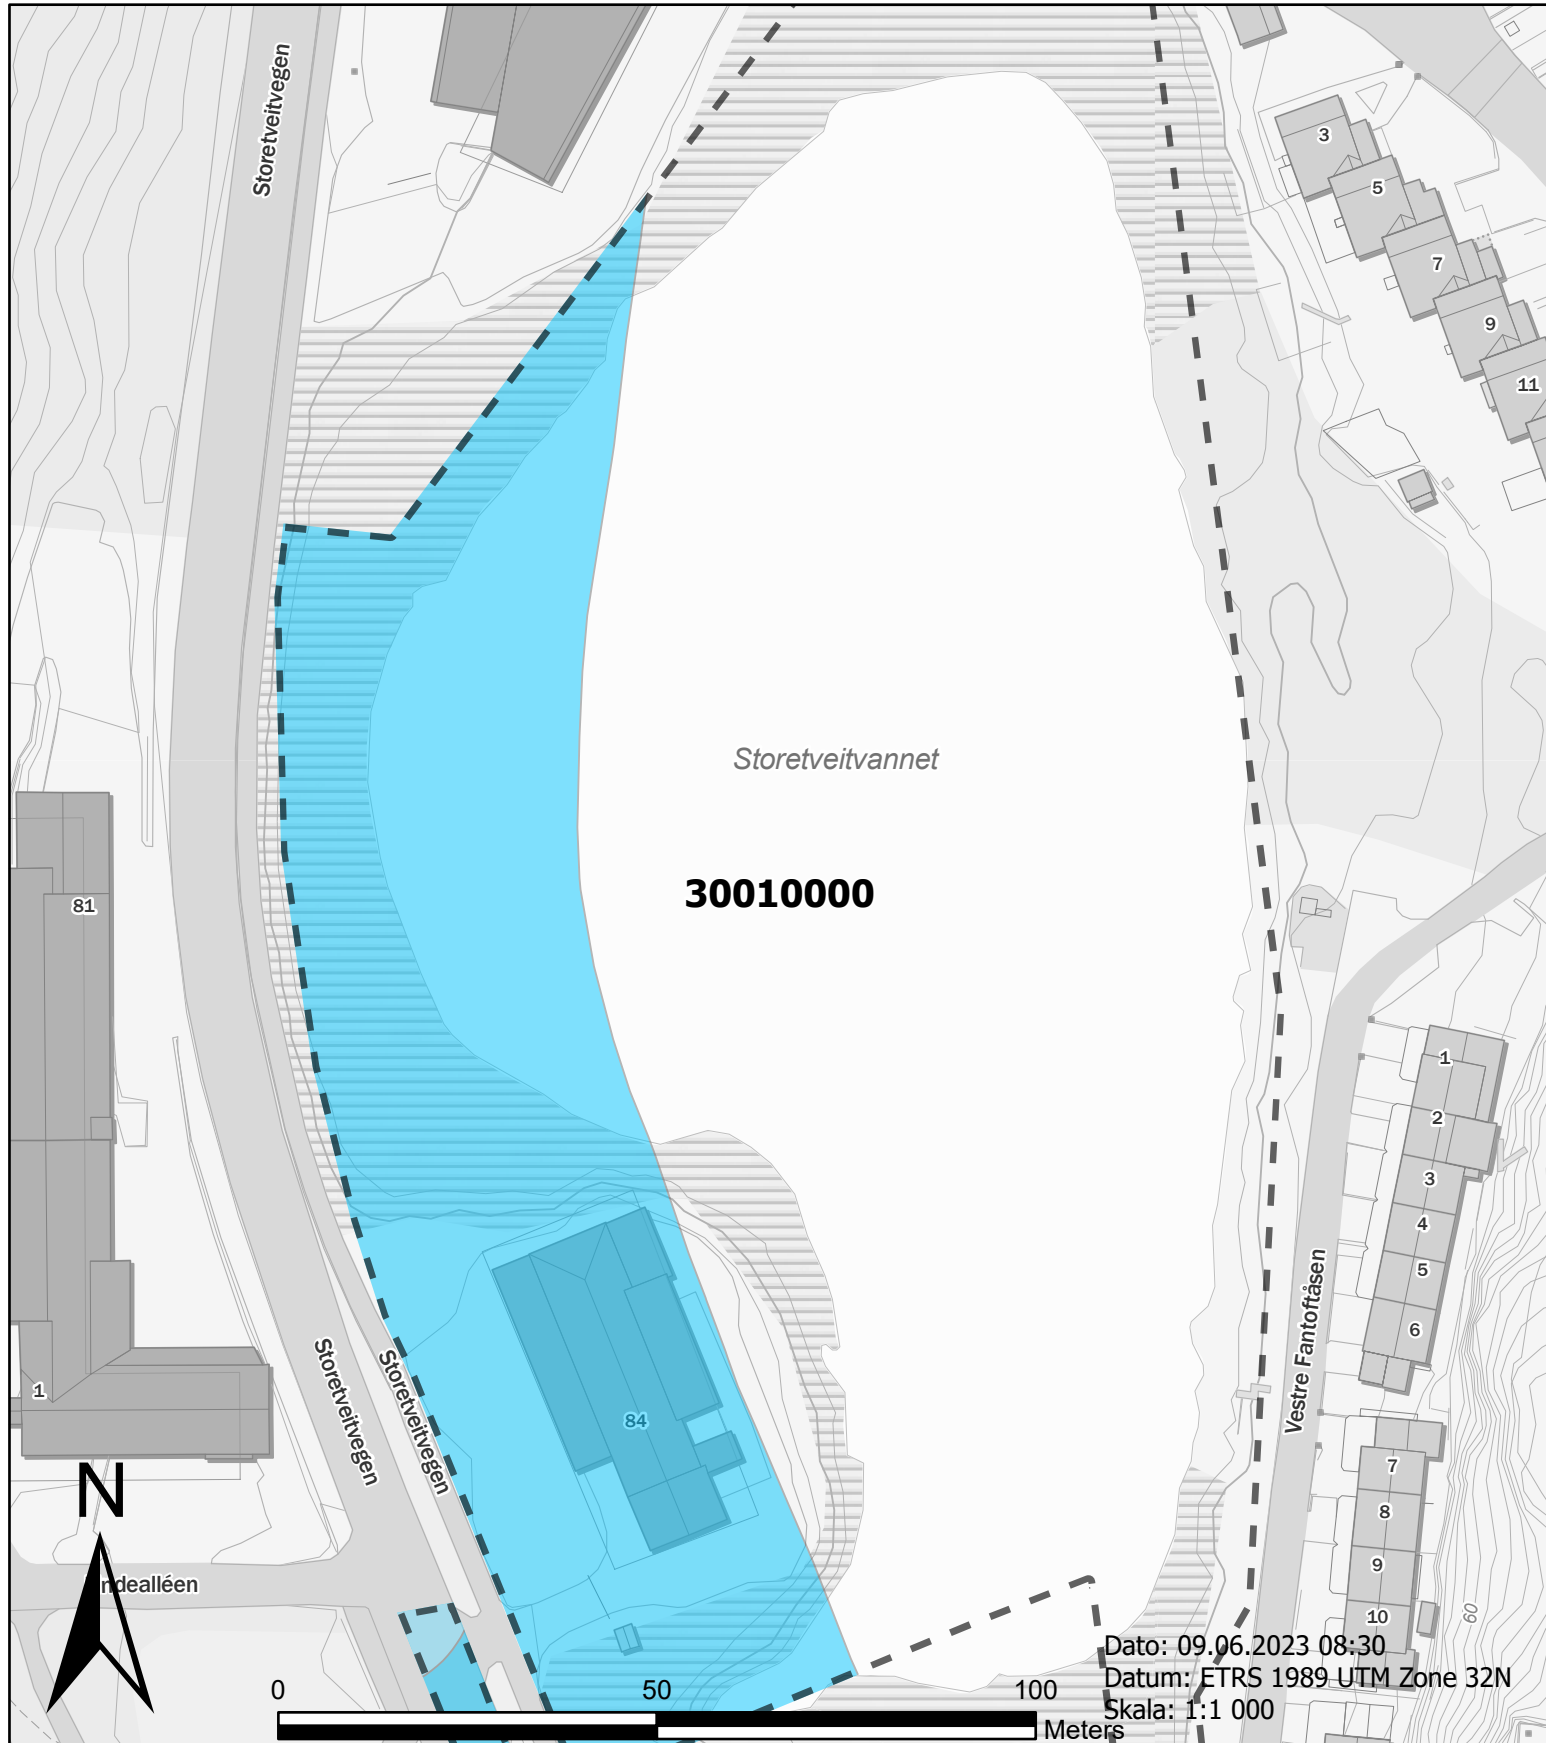 Storetveitvegen
3
5
7
9
11
Storetveitvannet
30010000
81
1
2
3
4
5
6
Vestre Fantoftåsen
Storetveitvegen
Storetveitvegen
84
1
7
8
9
10
60
N
ndealléen
Dato: 09.06.2023 08:30
Datum: ETRS 1989 UTM Zone 32N
Skala: 1:1 000
0 50 100
Meters